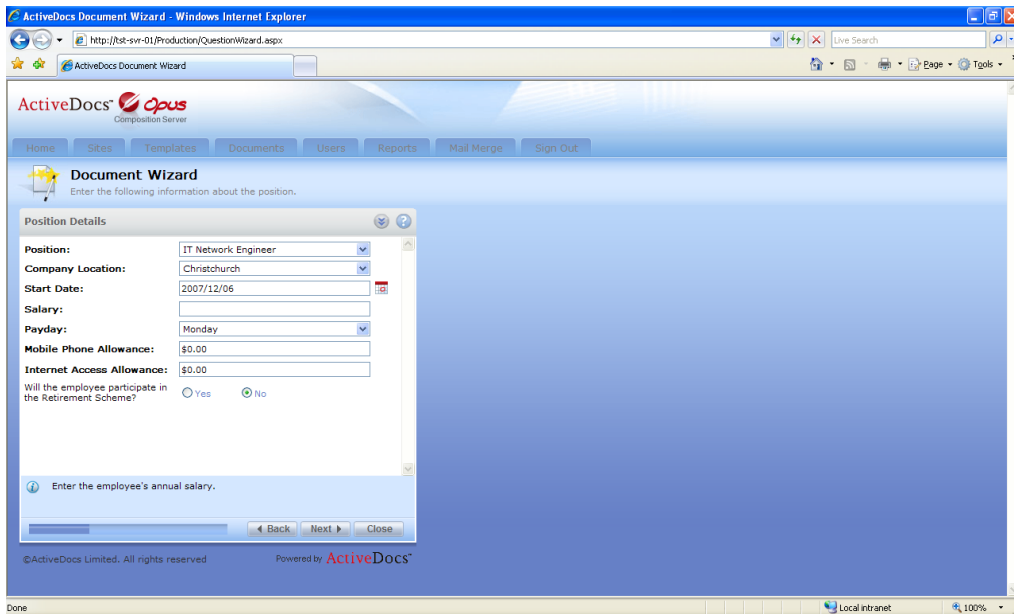 ActiveDocs Document Wizard - Windows Internet Explorer
http://tst-svr-01/Production/QuestionWizard.aspx
Live Search
ActiveDocs Document Wizard
Page
Tools
ActiveDocs™ Opus
Composition Server
Home Sites Templates Documents Users Reports Mail Merge Sign Out
Document Wizard
Enter the following information about the position.
Position Details
Position: IT Network Engineer
Company Location: Christchurch
Start Date: 2007/12/06
Salary:
Payday: Monday
Mobile Phone Allowance: $0.00
Internet Access Allowance: $0.00
Will the employee participate in
the Retirement Scheme?
Yes No
Enter the employee's annual salary.
Back Next Close
©ActiveDocs Limited. All rights reserved
Powered by ActiveDocs™
Done Local intranet 100%